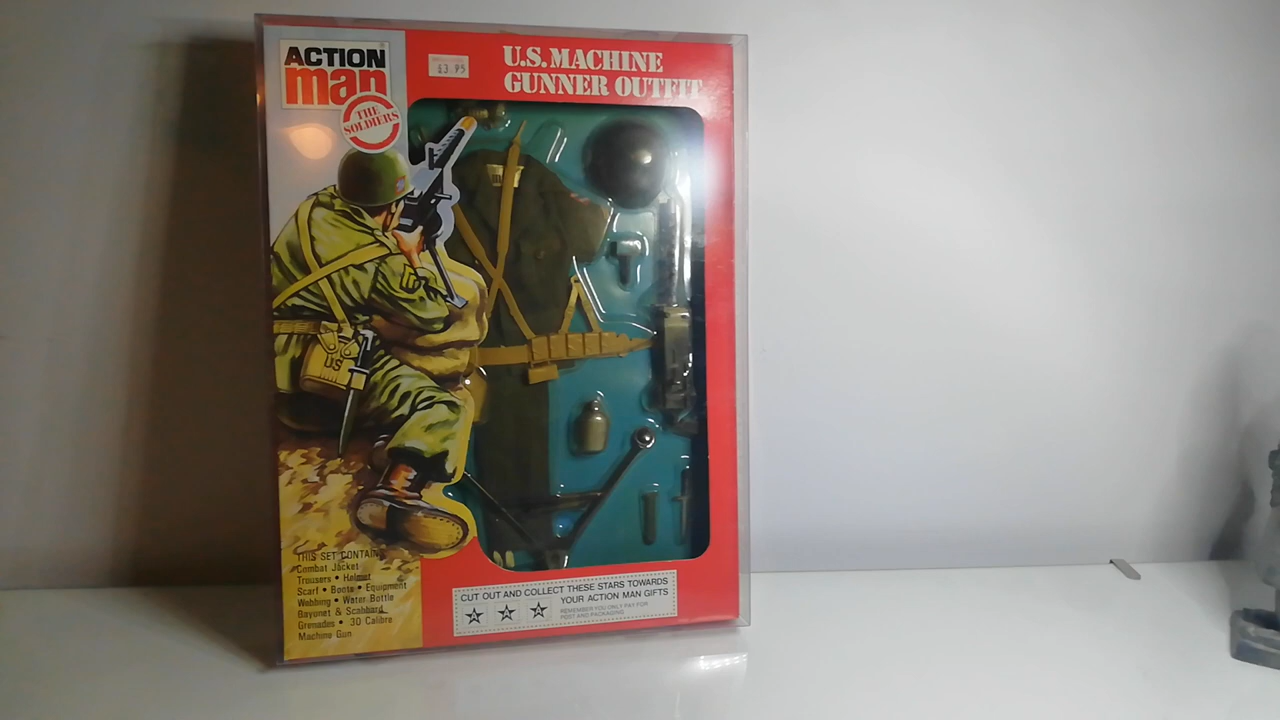 ACTION
man
THE
SOLDIERS
£3.95
U.S. MACHINE
GUNNER OUTFIT
US
THIS SET CONTAINS
Combat Jacket
Trousers • Helmet
Scarf • Boots • Equipment
Webbing • Water Bottle
Bayonet & Scabbard
Grenades • 30 Calibre
Machine Gun
CUT OUT AND COLLECT THESE STARS TOWARDS
YOUR ACTION MAN GIFTS
REMEMBER YOU ONLY PAY FOR
POST AND PACKAGING